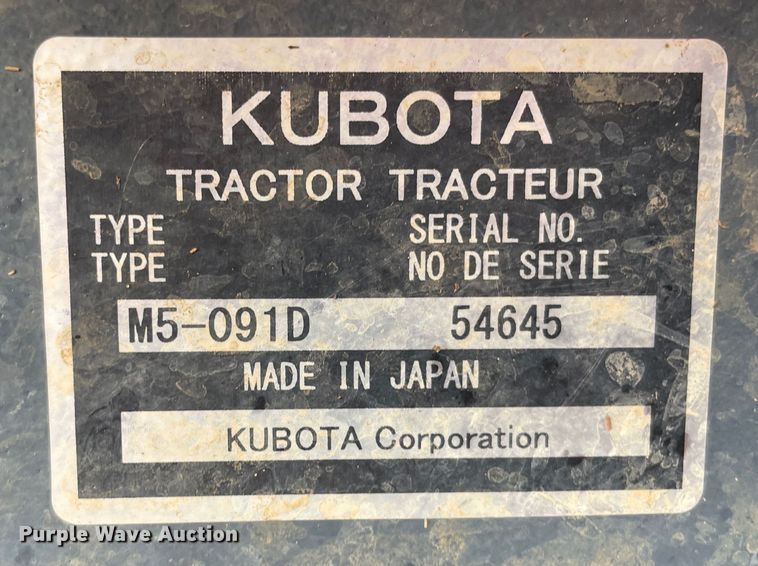 KUBOTA
TRACTOR TRACTEUR
TYPE SERIAL NO.
TYPE NO DE SERIE
M5-091D 54645
MADE IN JAPAN
KUBOTA Corporation
Purple Wave Auction